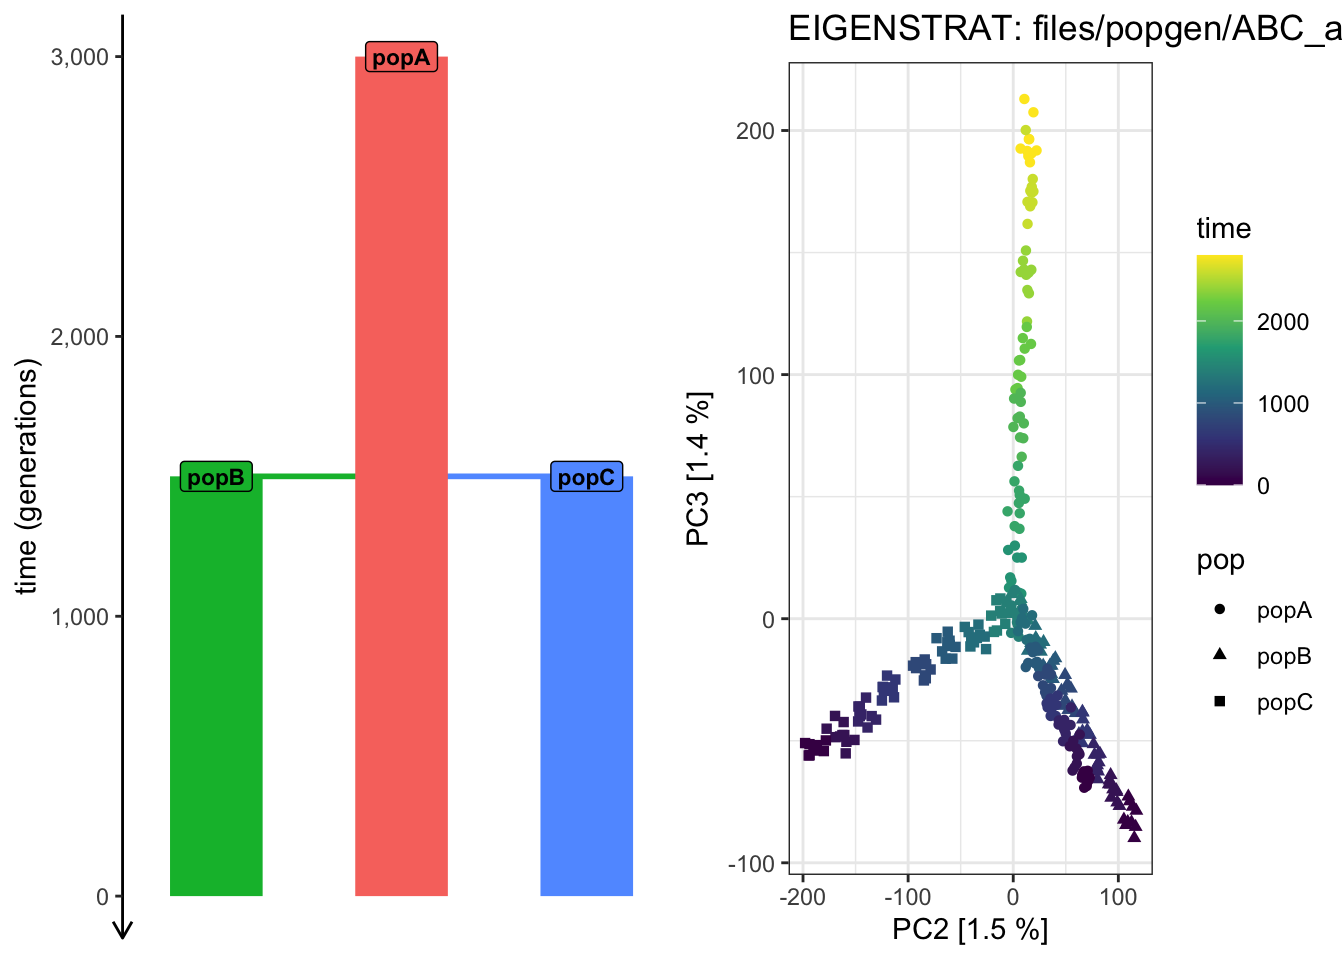 3,000
2,000
1,000
0
time (generations)
popA
popB
popC
EIGENSTRAT: files/popgen/ABC_a
200
100
0
-100
PC3 [1.4 %]
-200
-100
0
100
PC2 [1.5 %]
time
2000
1000
0
pop
popA
popB
popC